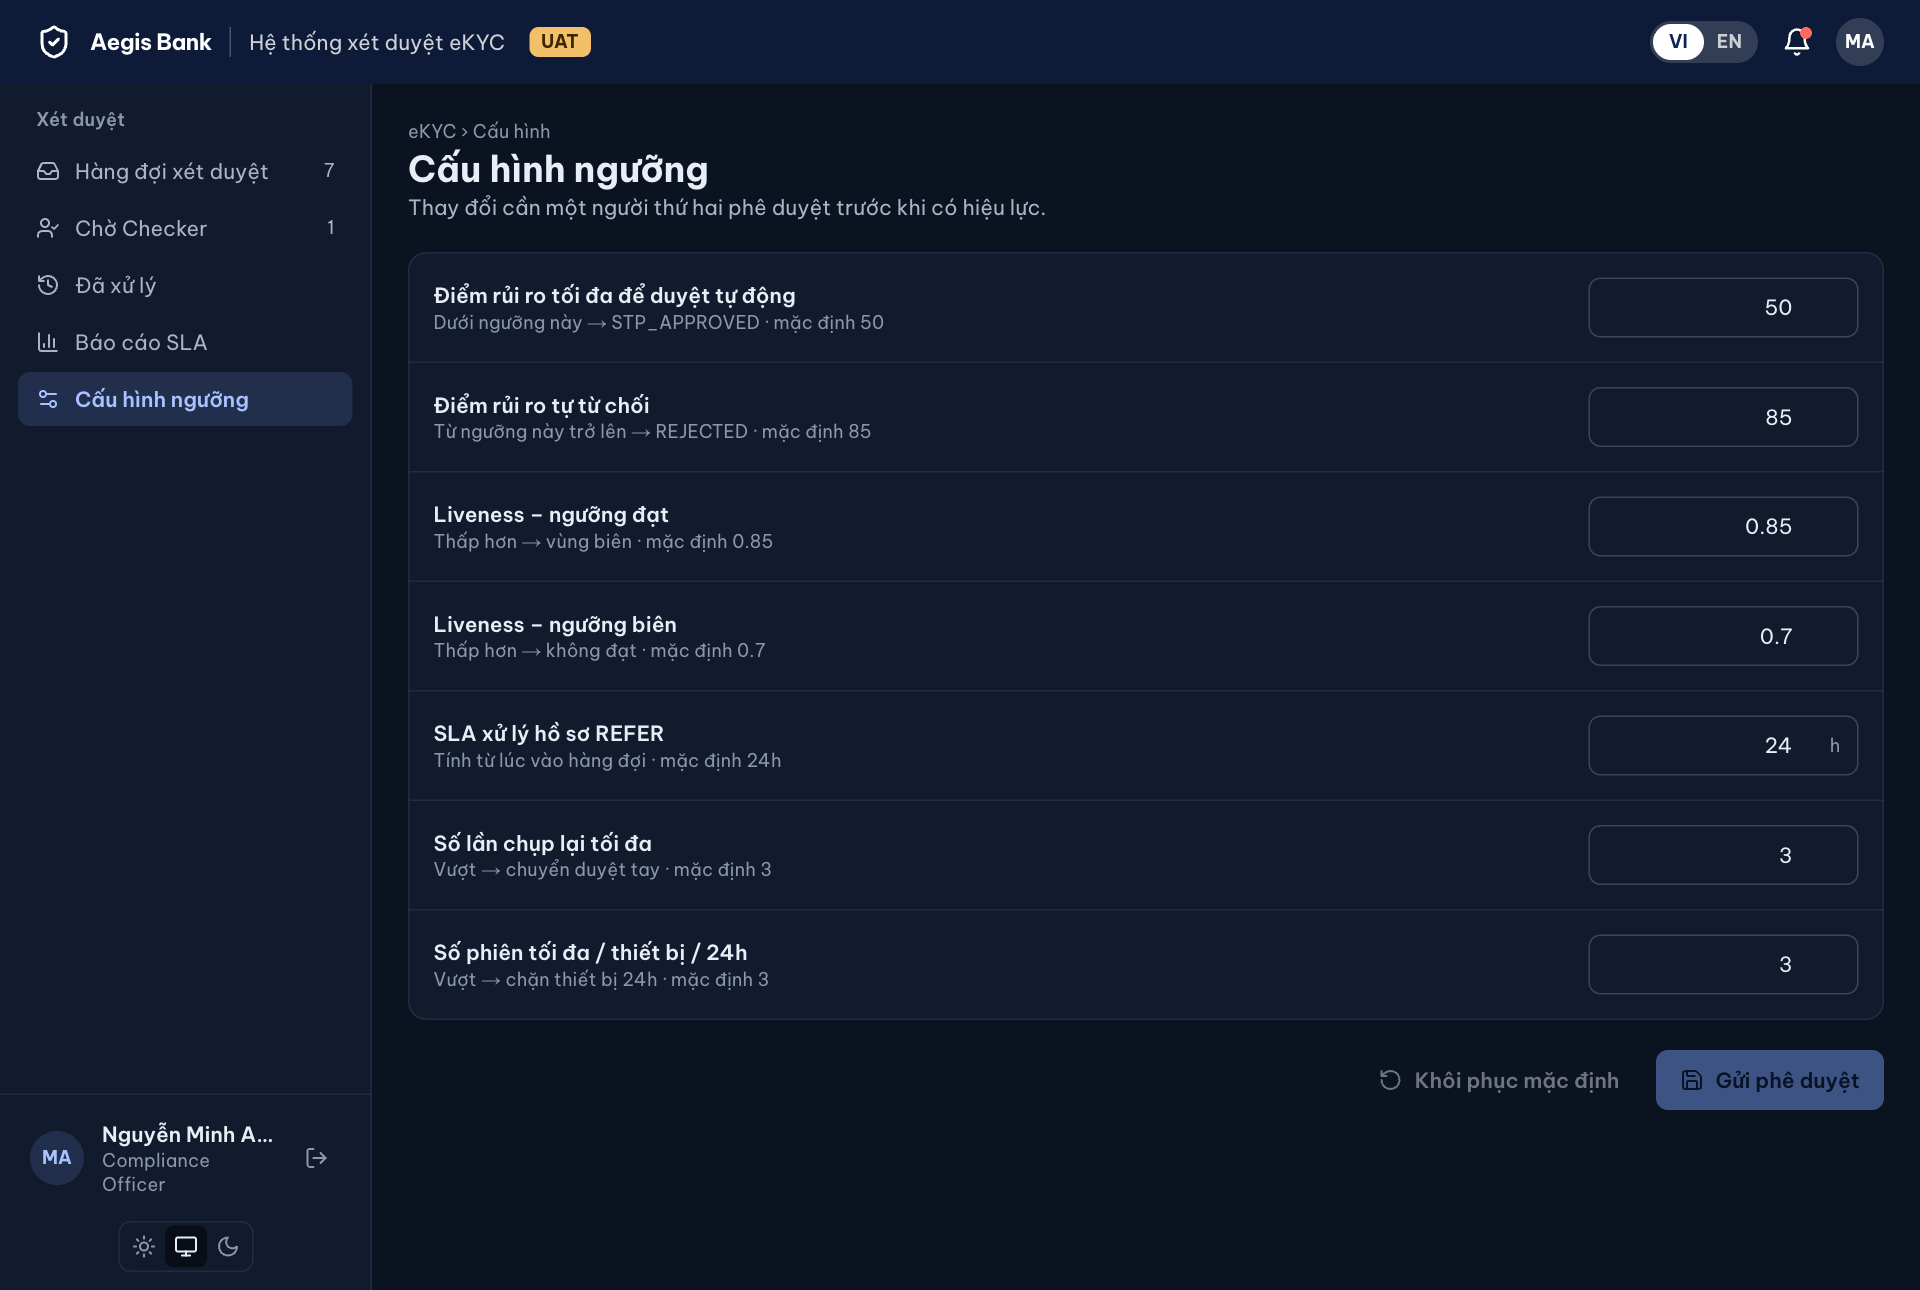 Aegis Bank
Hệ thống xét duyệt eKYC
UAT
VI
EN
MA
Xét duyệt
Hàng đợi xét duyệt 7
Chờ Checker 1
Đã xử lý
Báo cáo SLA
Cấu hình ngưỡng
eKYC › Cấu hình
Cấu hình ngưỡng
Thay đổi cần một người thứ hai phê duyệt trước khi có hiệu lực.
Điểm rủi ro tối đa để duyệt tự động
Dưới ngưỡng này → STP_APPROVED · mặc định 50
50
Điểm rủi ro tự từ chối
Từ ngưỡng này trở lên → REJECTED · mặc định 85
85
Liveness – ngưỡng đạt
Thấp hơn → vùng biên · mặc định 0.85
0.85
Liveness – ngưỡng biên
Thấp hơn → không đạt · mặc định 0.7
0.7
SLA xử lý hồ sơ REFER
Tính từ lúc vào hàng đợi · mặc định 24h
24 h
Số lần chụp lại tối đa
Vượt → chuyển duyệt tay · mặc định 3
3
Số phiên tối đa / thiết bị / 24h
Vượt → chặn thiết bị 24h · mặc định 3
3
Khôi phục mặc định
Gửi phê duyệt
MA
Nguyễn Minh A...
Compliance
Officer